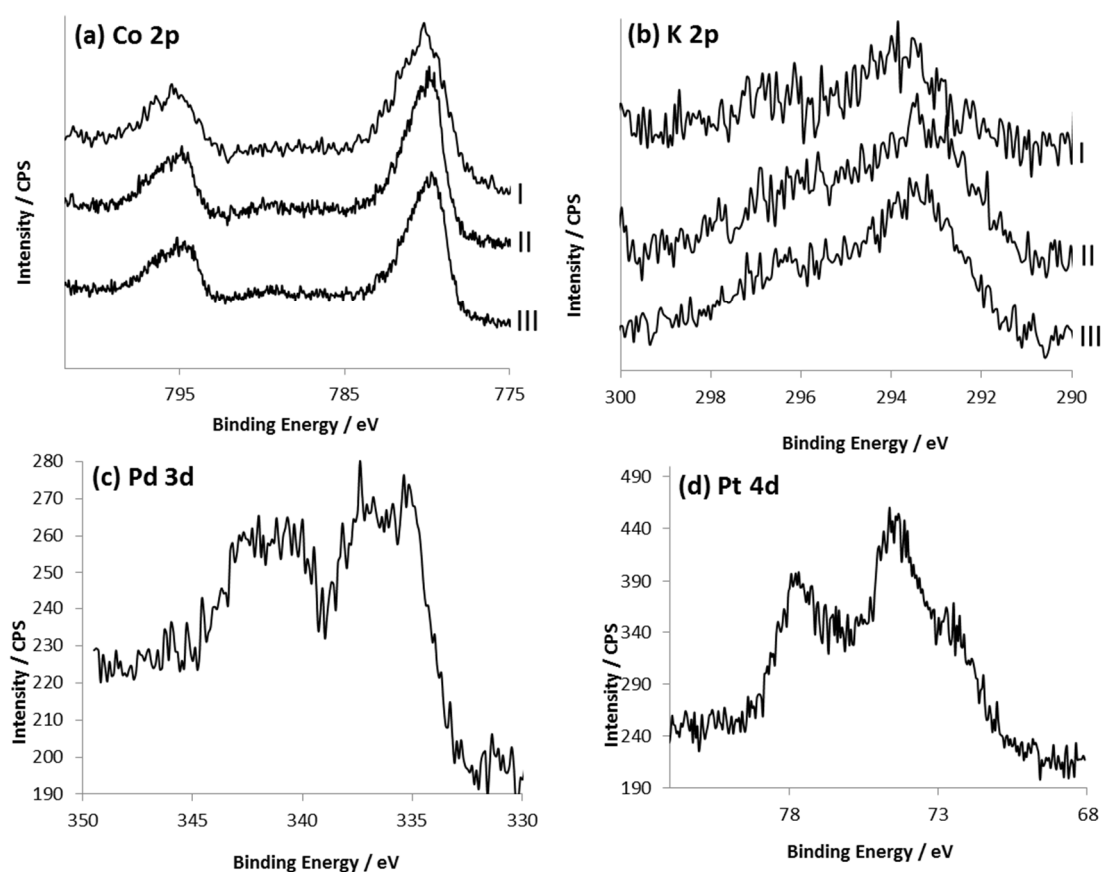 (a) Co 2p
Intensity / CPS
I
II
III
795
785
775
Binding Energy / eV
(b) K 2p
Intensity / CPS
I
II
III
300
298
296
294
292
290
Binding Energy / eV
(c) Pd 3d
Intensity / CPS
280
270
260
250
240
230
220
210
200
190
350
345
340
335
330
Binding Energy / eV
(d) Pt 4d
Intensity / CPS
490
440
390
340
290
240
190
78
73
68
Binding Energy / eV